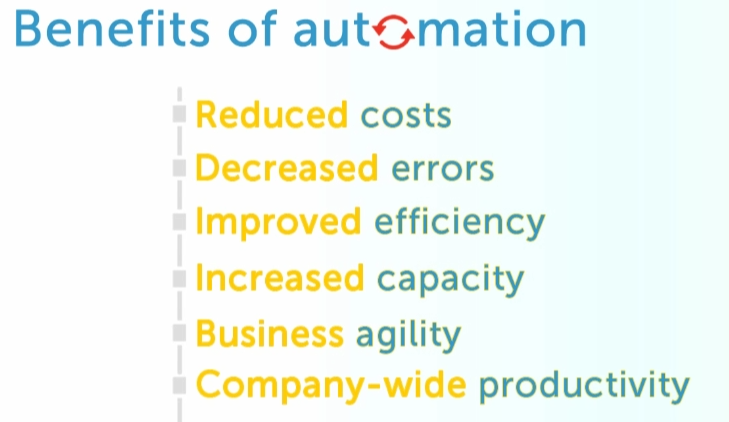 Benefits of automation
Reduced costs
Decreased errors
Improved efficiency
Increased capacity
Business agility
Company-wide productivity